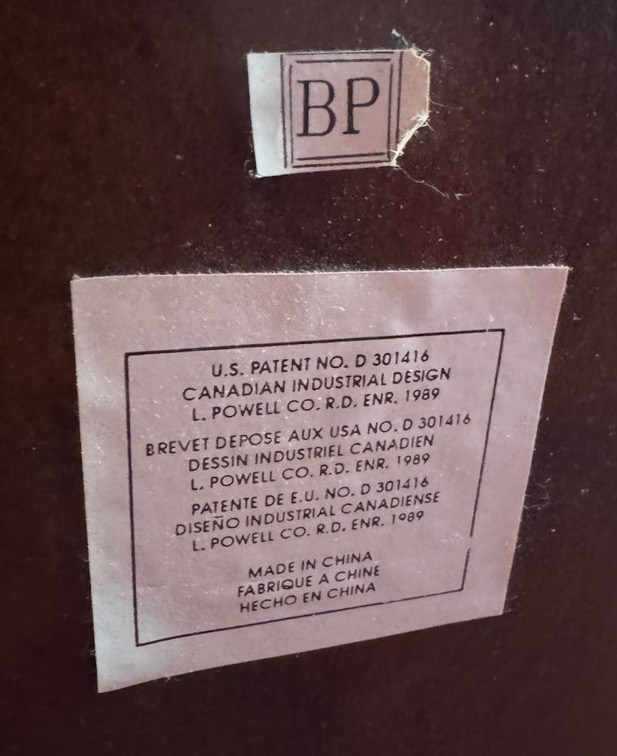 BP
U.S. PATENT NO. D 301416
CANADIAN INDUSTRIAL DESIGN
L. POWELL CO. R.D. ENR. 1989
BREVET DEPOSE AUX USA NO. D 301416
DESSIN INDUSTRIEL CANADIEN
L. POWELL CO. R.D. ENR. 1989
PATENTE DE E.U. NO. D 301416
DISEÑO INDUSTRIAL CANADIENSE
L. POWELL CO. R.D. ENR. 1989
MADE IN CHINA
FABRIQUE A CHINE
HECHO EN CHINA